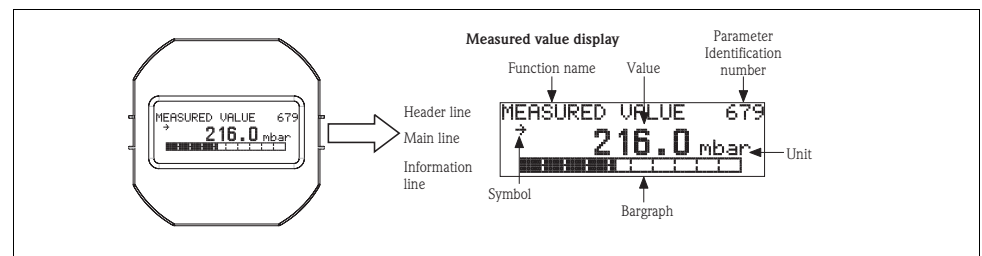 Measured value display
Parameter
Identification
number
Function name
Value
MEASURED VALUE 679
216.0 mbar
Header line
Main line
Information
line
MEASURED VALUE 679
216.0 mbar
Unit
Symbol
Bargraph